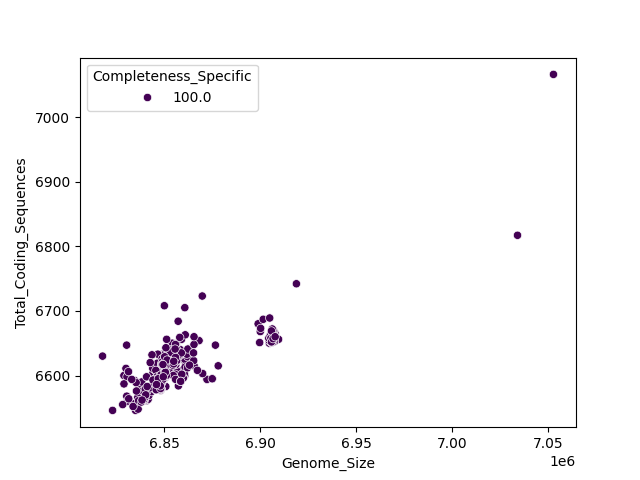 Completeness_Specific
100.0
7000
6900
6800
6700
6600
Total_Coding_Sequences
6.85
6.90
6.95
7.00
7.05
1e6
Genome_Size